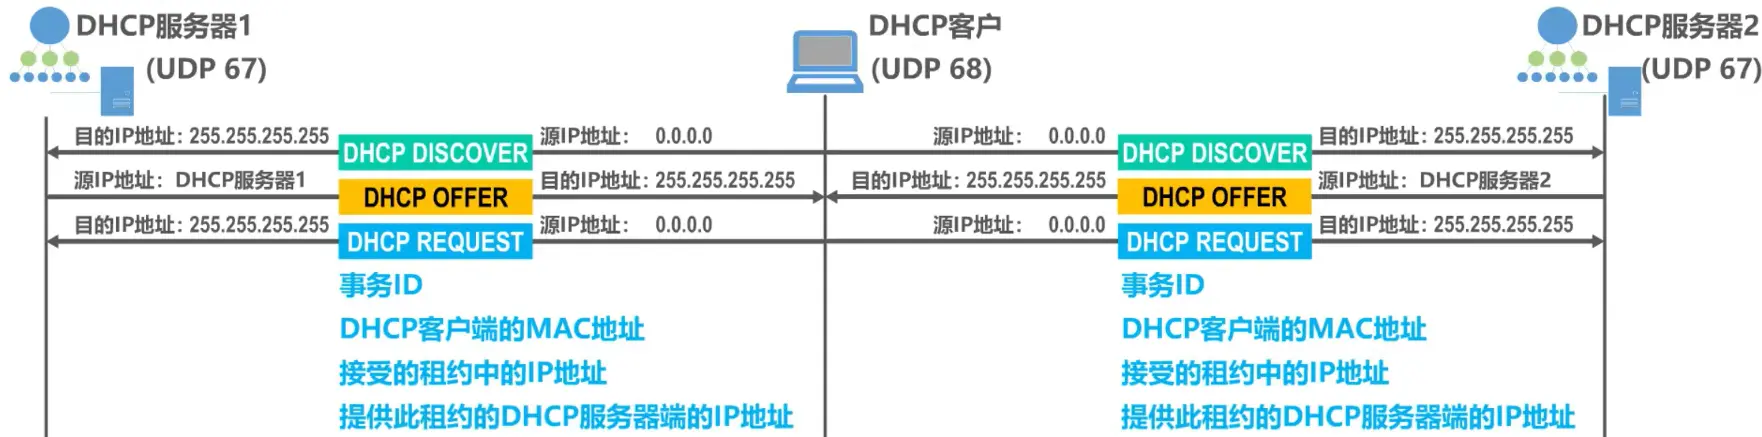 DHCP服务器1 DHCP客户 DHCP服务器2
(UDP 67) (UDP 68) (UDP 67)
目的IP地址：255.255.255.255 DHCP DISCOVER 源IP地址： 0.0.0.0 源IP地址： 0.0.0.0 DHCP DISCOVER 目的IP地址：255.255.255.255
源IP地址：DHCP服务器1 DHCP OFFER 目的IP地址：255.255.255.255 目的IP地址：255.255.255.255 DHCP OFFER 源IP地址：DHCP服务器2
目的IP地址：255.255.255.255 DHCP REQUEST 源IP地址： 0.0.0.0 源IP地址： 0.0.0.0 DHCP REQUEST 目的IP地址：255.255.255.255
事务ID 事务ID
DHCP客户端的MAC地址 DHCP客户端的MAC地址
接受的租约中的IP地址 接受的租约中的IP地址
提供此租约的DHCP服务器端的IP地址 提供此租约的DHCP服务器端的IP地址